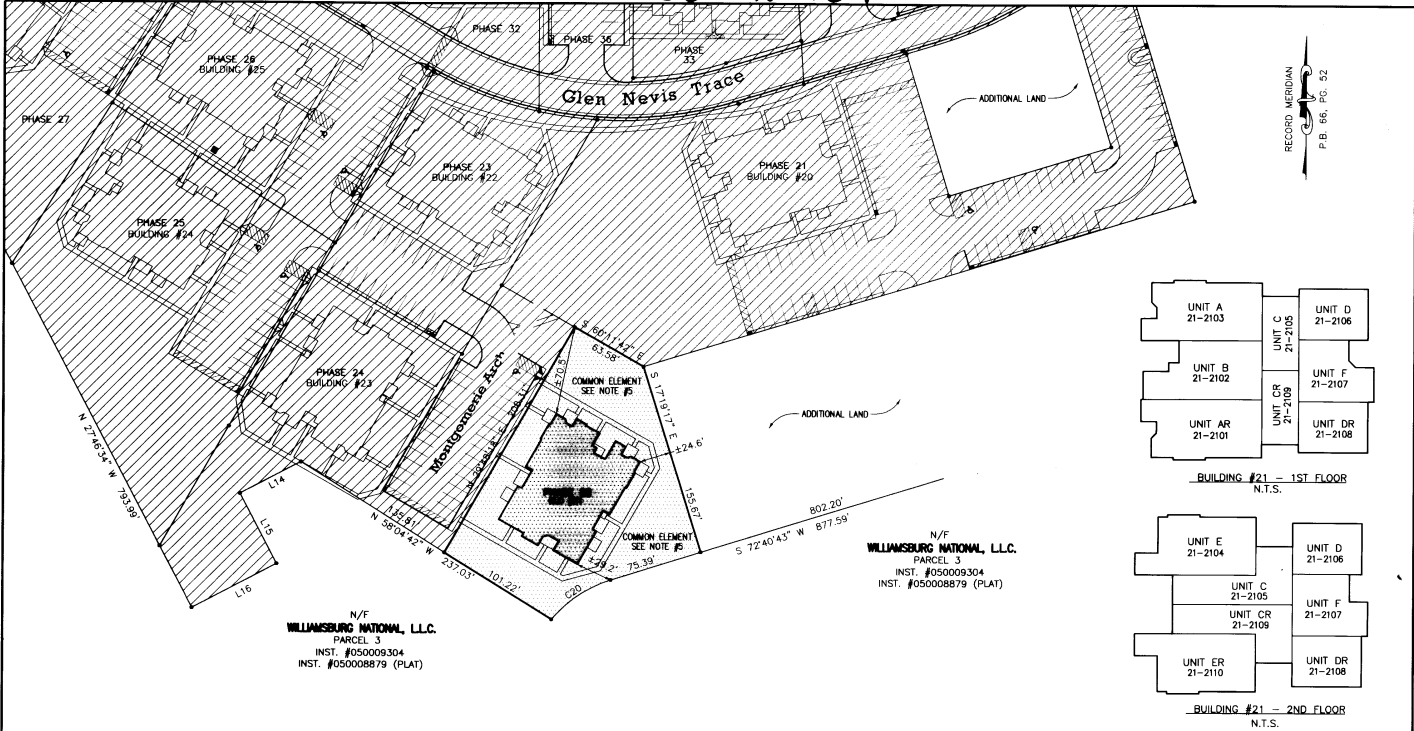 PHASE 32
PHASE 36
PHASE
33
Glen Nevis Trace
PHASE 26
BUILDING #25
PHASE 27
PHASE 23
BUILDING #22
PHASE 21
BUILDING #20
ADDITIONAL LAND
RECORD MERIDIAN
P.B. 66, PG. 52
PHASE 25
BUILDING #24
PHASE 24
BUILDING #23
Montgomerie Arch
S 60°11'42" E
63.58'
±70.5'
COMMON ELEMENT
SEE NOTE #5
S 17°19'17" E
155.67'
±24.6'
ADDITIONAL LAND
N 27°46'34" W 793.99'
L14
L15
L16
135.81'
N 58°04'42" W
237.03'
101.22'
COMMON ELEMENT
SEE NOTE #5
C20
75.39'
802.20'
S 72°40'43" W 877.59'
N/F
WILLIAMSBURG NATIONAL, L.L.C.
PARCEL 3
INST. #050009304
INST. #050008879 (PLAT)
N/F
WILLIAMSBURG NATIONAL, L.L.C.
PARCEL 3
INST. #050009304
INST. #050008879 (PLAT)
UNIT A
21-2103
UNIT C
21-2105
UNIT D
21-2106
UNIT B
21-2102
UNIT F
21-2107
UNIT CR
21-2109
UNIT AR
21-2101
UNIT DR
21-2108
BUILDING #21 - 1ST FLOOR
N.T.S.
UNIT E
21-2104
UNIT D
21-2106
UNIT C
21-2105
UNIT CR
21-2109
UNIT F
21-2107
UNIT ER
21-2110
UNIT DR
21-2108
BUILDING #21 - 2ND FLOOR
N.T.S.